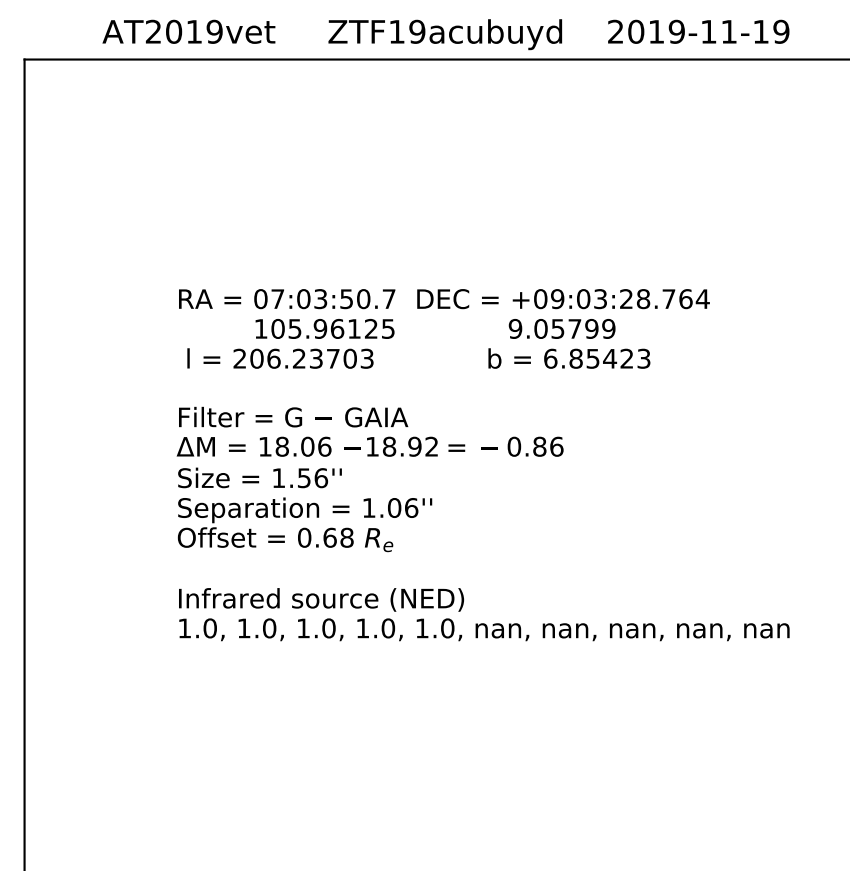 AT2019vet ZTF19acubuyd 2019-11-19
RA = 07:03:50.7 DEC = +09:03:28.764
105.96125 9.05799
l = 206.23703 b = 6.85423
Filter = G − GAIA
ΔM = 18.06 −18.92 = − 0.86
Size = 1.56''
Separation = 1.06''
Offset = 0.68 Re
Infrared source (NED)
1.0, 1.0, 1.0, 1.0, 1.0, nan, nan, nan, nan, nan